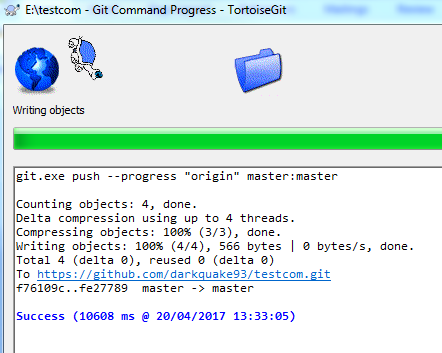 E:\testcom - Git Command Progress - TortoiseGit
Writing objects
git.exe push --progress "origin" master:master
Counting objects: 4, done.
Delta compression using up to 4 threads.
Compressing objects: 100% (3/3), done.
Writing objects: 100% (4/4), 566 bytes | 0 bytes/s, done.
Total 4 (delta 0), reused 0 (delta 0)
To https://github.com/darkquake93/testcom.git
f76109c..fe27789  master -> master
Success (10608 ms @ 20/04/2017 13:33:05)